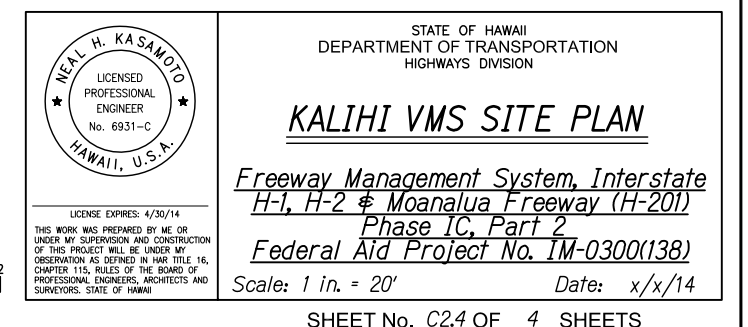 NEAL H. KASAMOTO
LICENSED
PROFESSIONAL
ENGINEER
No. 6931-C
HAWAII, U.S.A.
LICENSE EXPIRES: 4/30/14
THIS WORK WAS PREPARED BY ME OR
UNDER MY SUPERVISION AND CONSTRUCTION
OF THIS PROJECT WILL BE UNDER MY
OBSERVATION AS DEFINED IN HAR TITLE 16,
CHAPTER 115, RULES OF THE BOARD OF
PROFESSIONAL ENGINEERS, ARCHITECTS AND
SURVEYORS. STATE OF HAWAII
STATE OF HAWAII
DEPARTMENT OF TRANSPORTATION
HIGHWAYS DIVISION
KALIHI VMS SITE PLAN
Freeway Management System, Interstate
H-1, H-2 & Moanalua Freeway (H-201)
Phase IC, Part 2
Federal Aid Project No. IM-0300(138)
Scale: 1 in. = 20' Date: x/x/14
SHEET No. C2.4 OF 4 SHEETS